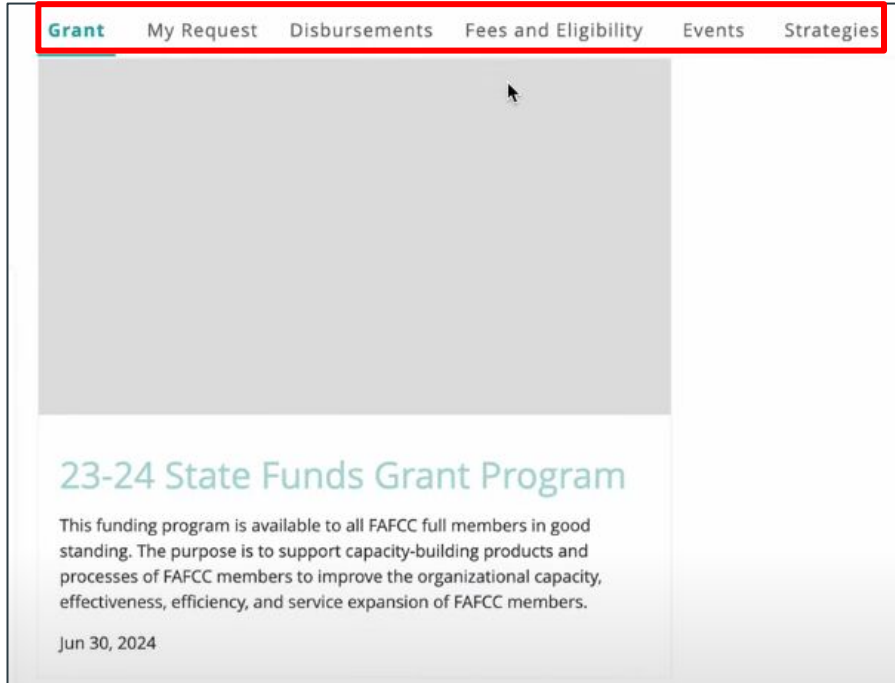 Grant My Request Disbursements Fees and Eligibility Events Strategies
23-24 State Funds Grant Program
This funding program is available to all FAFCC full members in good
standing. The purpose is to support capacity-building products and
processes of FAFCC members to improve the organizational capacity,
effectiveness, efficiency, and service expansion of FAFCC members.
Jun 30, 2024